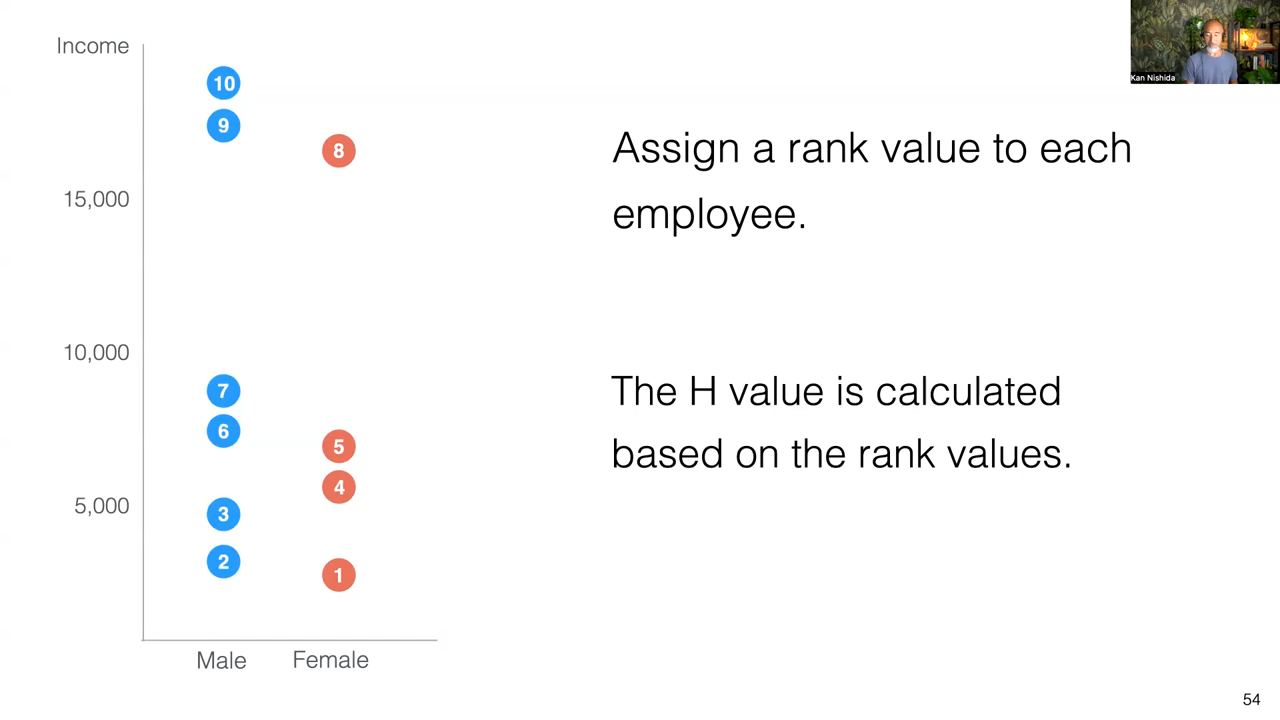 Income
10
9
8
15,000
10,000
7
6
5
4
5,000
3
2
1
Male Female
Assign a rank value to each
employee.
The H value is calculated
based on the rank values.
Kan Nishida
54